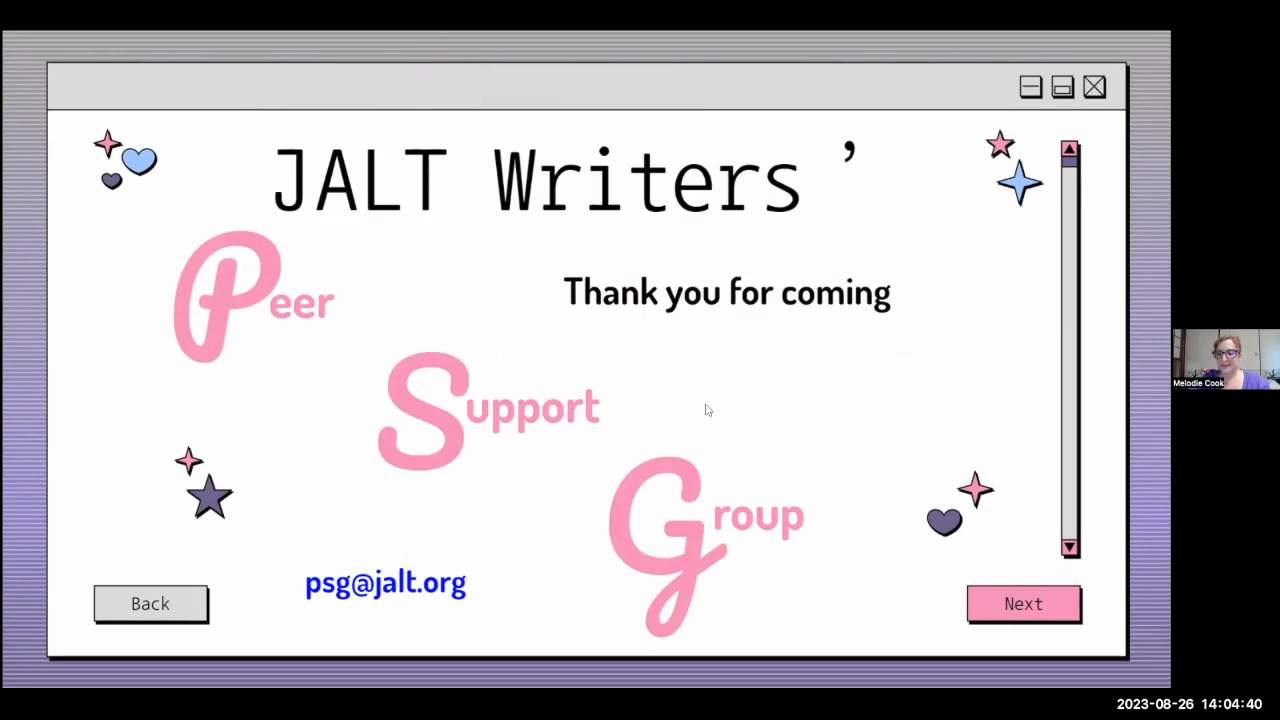 JALT Writers ’
Peer
Thank you for coming
Support
Group
psg@jalt.org
Back
Next
Melodie Cook
2023-08-26 14:04:40